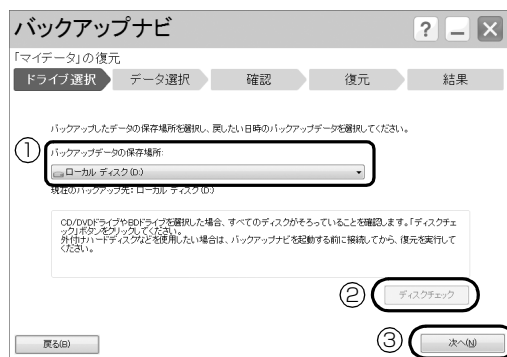 バックアップナビ
?
「マイデータ」の復元
ドライブ選択 データ選択 確認 復元 結果
バックアップしたデータの保存場所を選択し、戻したい日時のバックアップデータを選択してください。
① バックアップデータの保存場所:
ローカル ディスク(D:)
現在のバックアップ先: ローカル ディスク(D:)
CD/DVDドライブやBDドライブを選択した場合、すべてのディスクがそろっていることを確認します。「ディスクチェ
ック」ボタンをクリックしてください。
外付けハードディスクなどを使用したい場合は、バックアップナビを起動する前に接続してから、復元を実行して
ください。
② ディスクチェック
戻る(B) ③ 次へ(N)